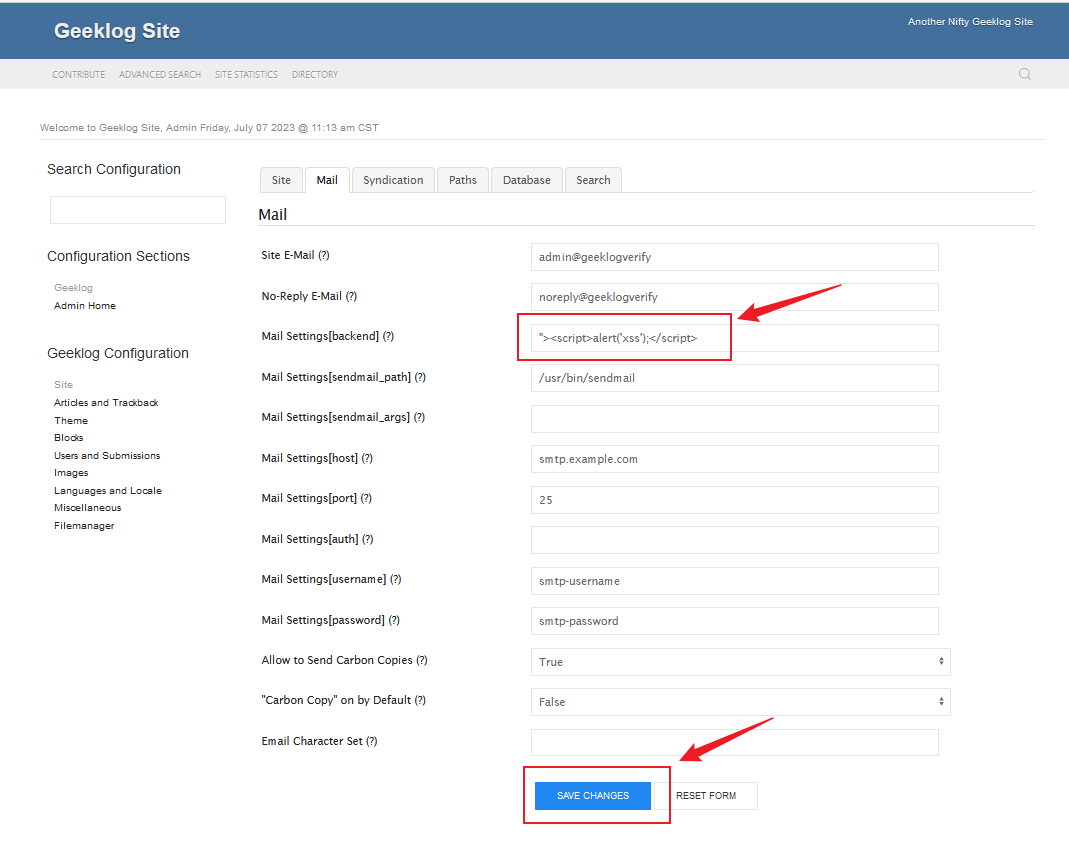 Geeklog Site
Another Nifty Geeklog Site
CONTRIBUTE ADVANCED SEARCH SITE STATISTICS DIRECTORY
Welcome to Geeklog Site, Admin Friday, July 07 2023 @ 11:13 am CST
Search Configuration
Configuration Sections
Geeklog
Admin Home
Geeklog Configuration
Site
Articles and Trackback
Theme
Blocks
Users and Submissions
Images
Languages and Locale
Miscellaneous
Filemanager
Site Mail Syndication Paths Database Search
Mail
Site E-Mail (?) admin@geeklogverify
No-Reply E-Mail (?) noreply@geeklogverify
Mail Settings[backend] (?) "><script>alert('xss');</script>
Mail Settings[sendmail_path] (?) /usr/bin/sendmail
Mail Settings[sendmail_args] (?)
Mail Settings[host] (?) smtp.example.com
Mail Settings[port] (?) 25
Mail Settings[auth] (?)
Mail Settings[username] (?) smtp-username
Mail Settings[password] (?) smtp-password
Allow to Send Carbon Copies (?) True
"Carbon Copy" on by Default (?) False
Email Character Set (?)
SAVE CHANGES RESET FORM